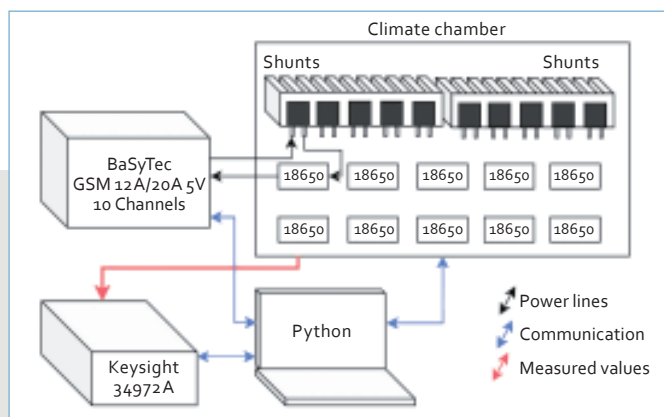 Climate chamber
Shunts Shunts
BaSyTec
GSM 12A/20A 5V
10 Channels
18650 18650 18650 18650 18650
18650 18650 18650 18650 18650
Keysight
34972A
Python
Power lines
Communication
Measured values